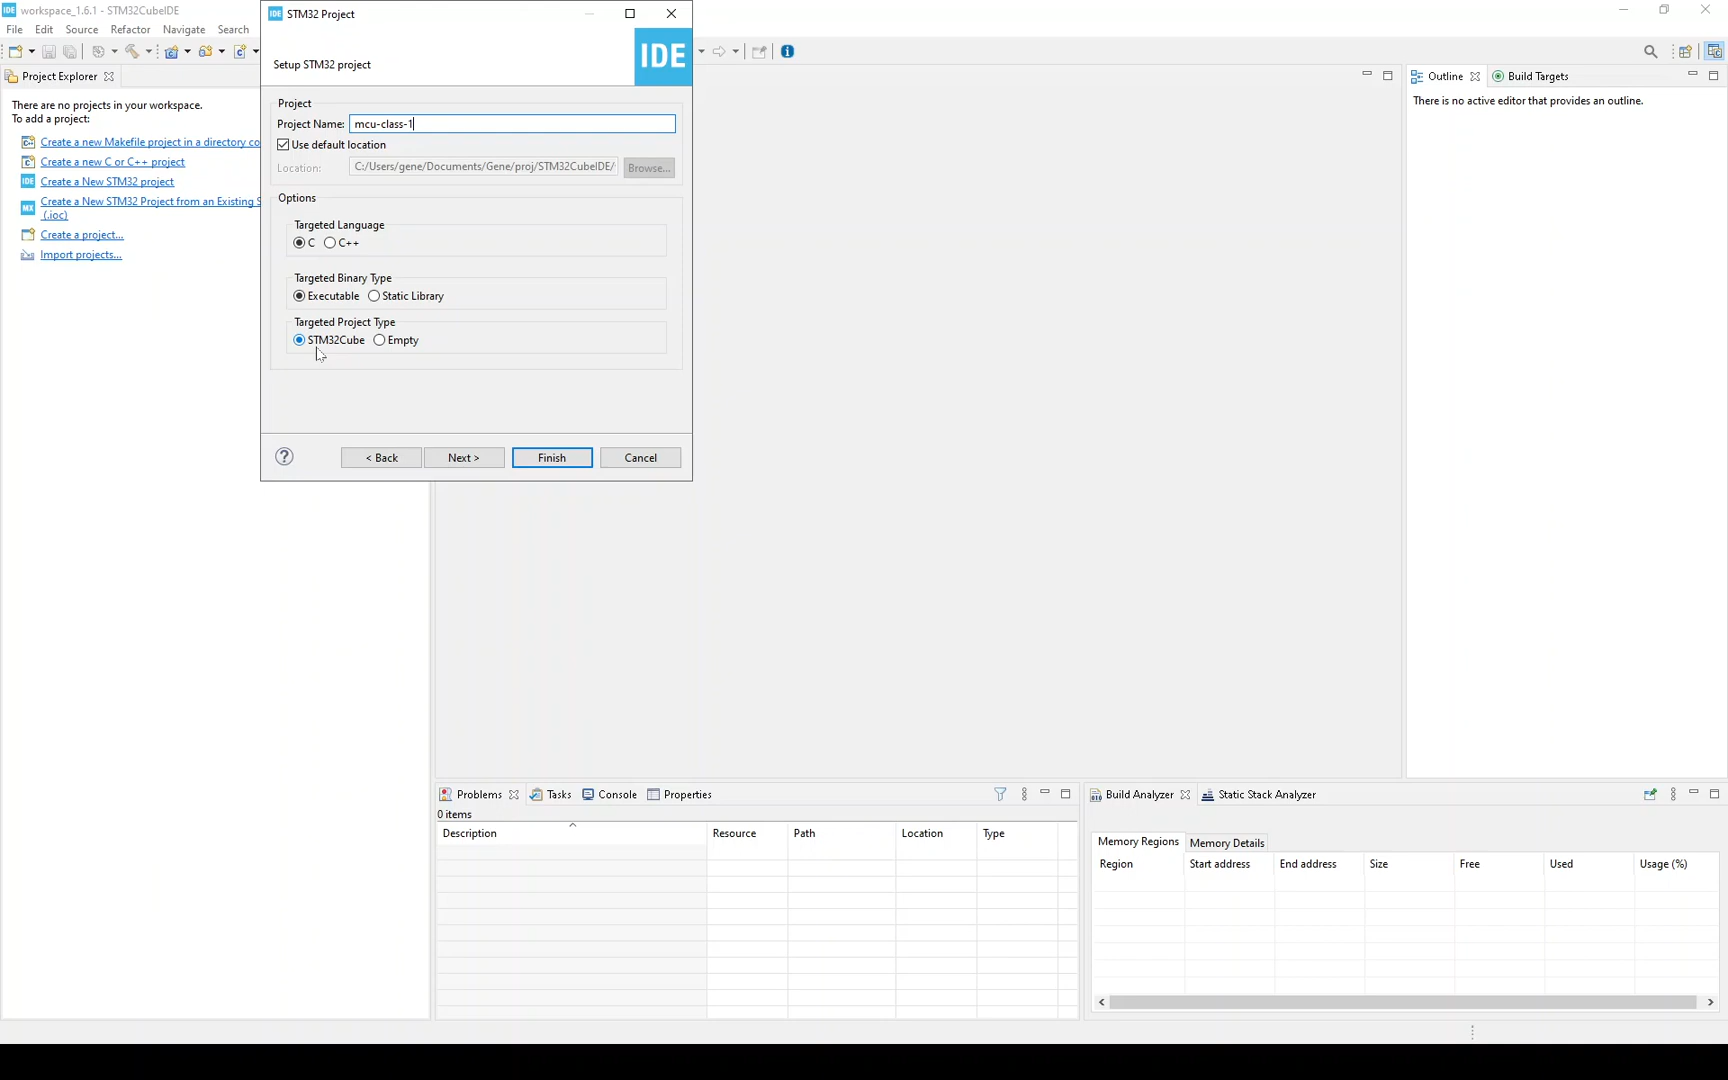 IDE workspace_1.6.1 - STM32CubeIDE
File Edit Source Refactor Navigate Search
Project Explorer
There are no projects in your workspace.
To add a project:
Create a new Makefile project in a directory co
Create a new C or C++ project
IDE Create a New STM32 project
MX Create a New STM32 Project from an Existing S
(.ioc)
Create a project...
Import projects...
IDE STM32 Project
Setup STM32 project
IDE
Project
Project Name: mcu-class-1
Use default location
Location: C:/Users/gene/Documents/Gene/proj/STM32CubeIDE/ Browse...
Options
Targeted Language
C C++
Targeted Binary Type
Executable Static Library
Targeted Project Type
STM32Cube Empty
? < Back Next > Finish Cancel
Outline Build Targets
There is no active editor that provides an outline.
Problems Tasks Console Properties
0 items
Description Resource Path Location Type
Build Analyzer Static Stack Analyzer
Memory Regions Memory Details
Region Start address End address Size Free Used Usage (%)